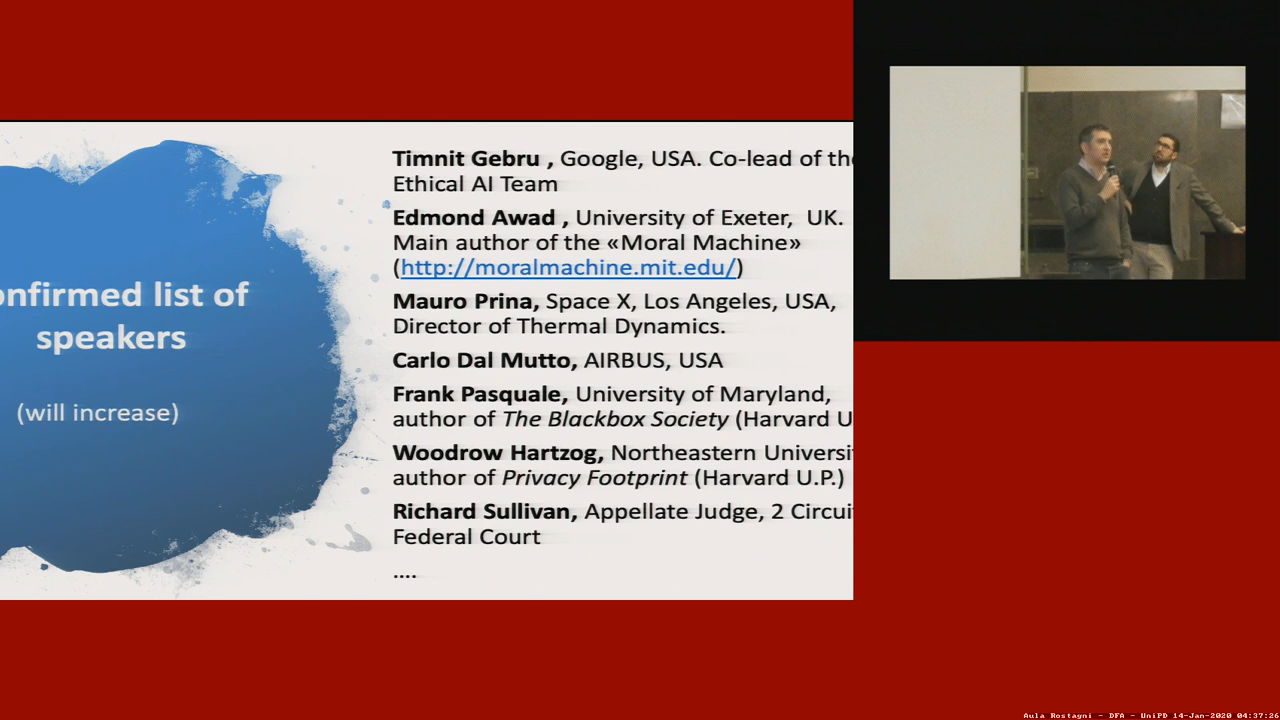 onfirmed list of
speakers
(will increase)
Timnit Gebru , Google, USA. Co-lead of the
Ethical AI Team
Edmond Awad , University of Exeter, UK.
Main author of the «Moral Machine»
(http://moralmachine.mit.edu/)
Mauro Prina, Space X, Los Angeles, USA,
Director of Thermal Dynamics.
Carlo Dal Mutto, AIRBUS, USA
Frank Pasquale, University of Maryland,
author of The Blackbox Society (Harvard U
Woodrow Hartzog, Northeastern Universi
author of Privacy Footprint (Harvard U.P.)
Richard Sullivan, Appellate Judge, 2 Circui
Federal Court
....
Aula Rostagni - DFA - UniPD 14-Jan-2020 04:37:26